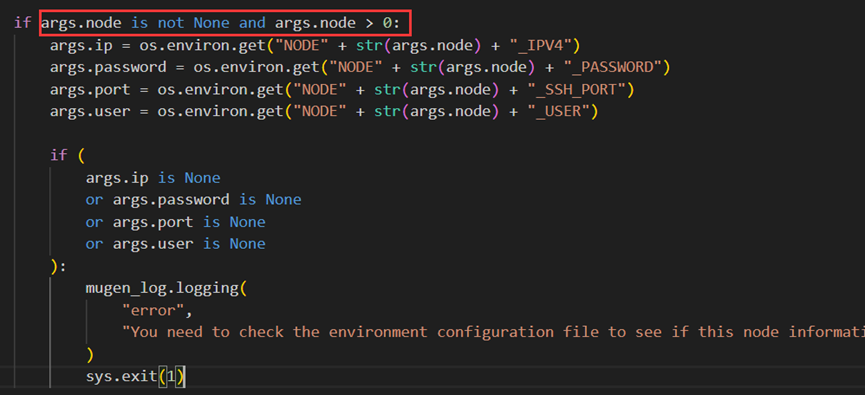 if args.node is not None and args.node > 0:
args.ip = os.environ.get("NODE" + str(args.node) + "_IPV4")
args.password = os.environ.get("NODE" + str(args.node) + "_PASSWORD")
args.port = os.environ.get("NODE" + str(args.node) + "_SSH_PORT")
args.user = os.environ.get("NODE" + str(args.node) + "_USER")
if (
args.ip is None
or args.password is None
or args.port is None
or args.user is None
):
mugen_log.logging(
"error",
"You need to check the environment configuration file to see if this node informati
)
sys.exit(1)